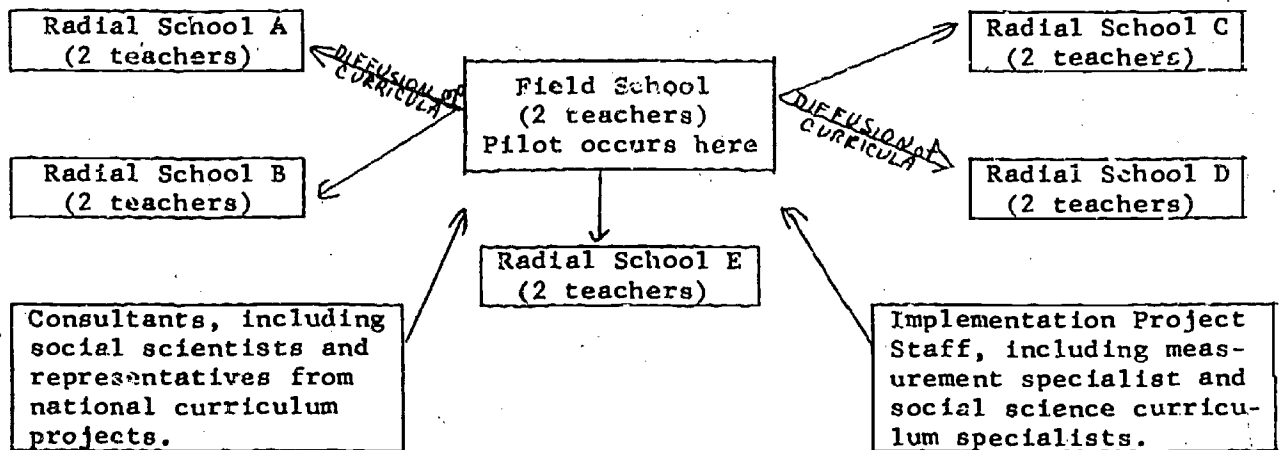 Radial School A
(2 teachers)
DIFFUSION of
CURRICULA
Field School
(2 teachers)
Pilot occurs here
Radial School C
(2 teachers)
DIFFUSION of
CURRICULA
Radial School B
(2 teachers)
Radial School D
(2 teachers)
Radial School E
(2 teachers)
Consultants, including
social scientists and
representatives from
national curriculum
projects.
Implementation Project
Staff, including meas-
urement specialist and
social science curricu-
lum specialists.